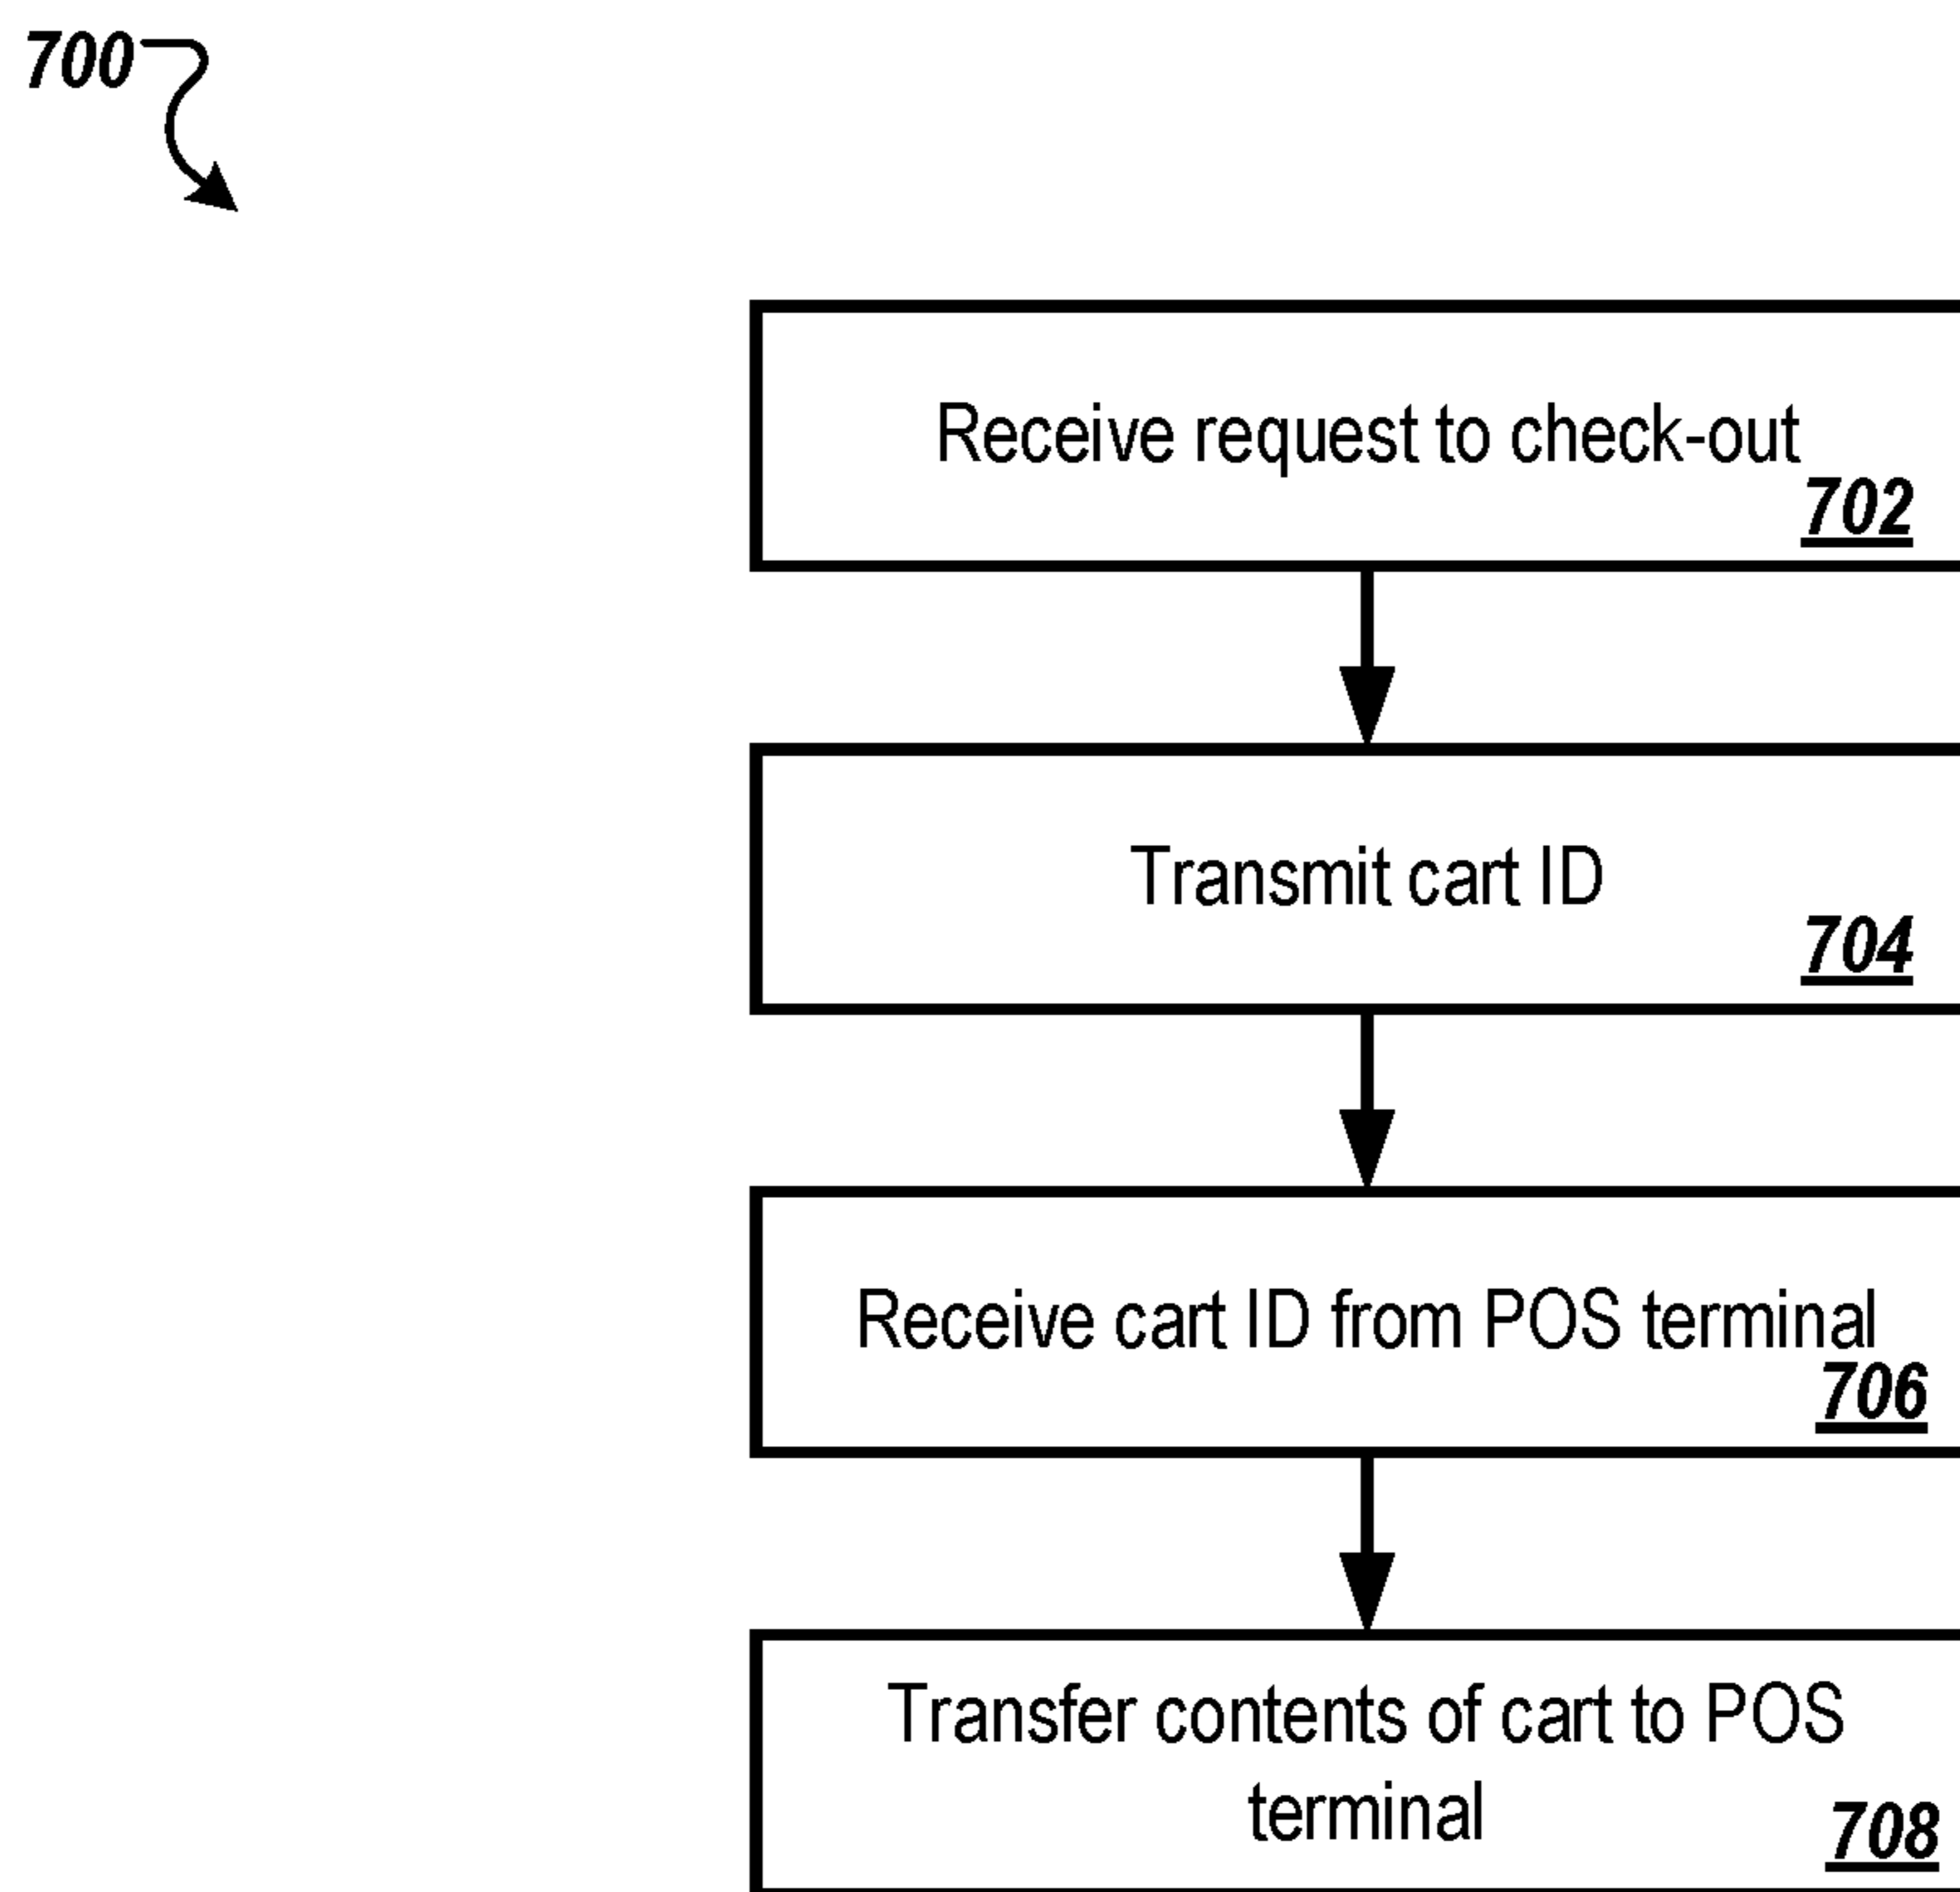 700
Receive request to check-out
702
Transmit cart ID
704
Receive cart ID from POS terminal
706
Transfer contents of cart to POS
terminal
708